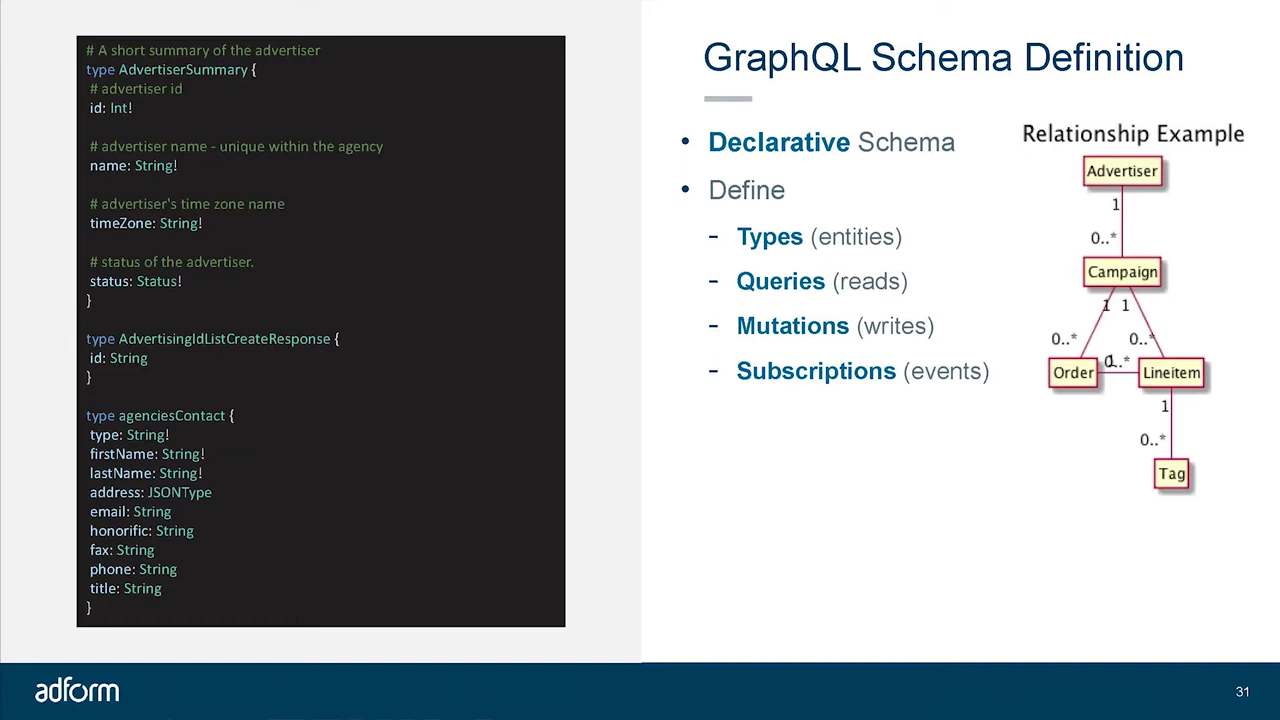 # A short summary of the advertiser
type AdvertiserSummary {
# advertiser id
id: Int!
# advertiser name - unique within the agency
name: String!
# advertiser's time zone name
timeZone: String!
# status of the advertiser.
status: Status!
}
type AdvertisingIdListCreateResponse {
id: String
}
type agenciesContact {
type: String!
firstName: String!
lastName: String!
address: JSONType
email: String
honorific: String
fax: String
phone: String
title: String
}
GraphQL Schema Definition
• Declarative Schema
• Define
- Types (entities)
- Queries (reads)
- Mutations (writes)
- Subscriptions (events)
Relationship Example
Advertiser
1
0..*
Campaign
1 1
0..* 0..*
Order
Lineitem
1
0..*
Tag
adform
31